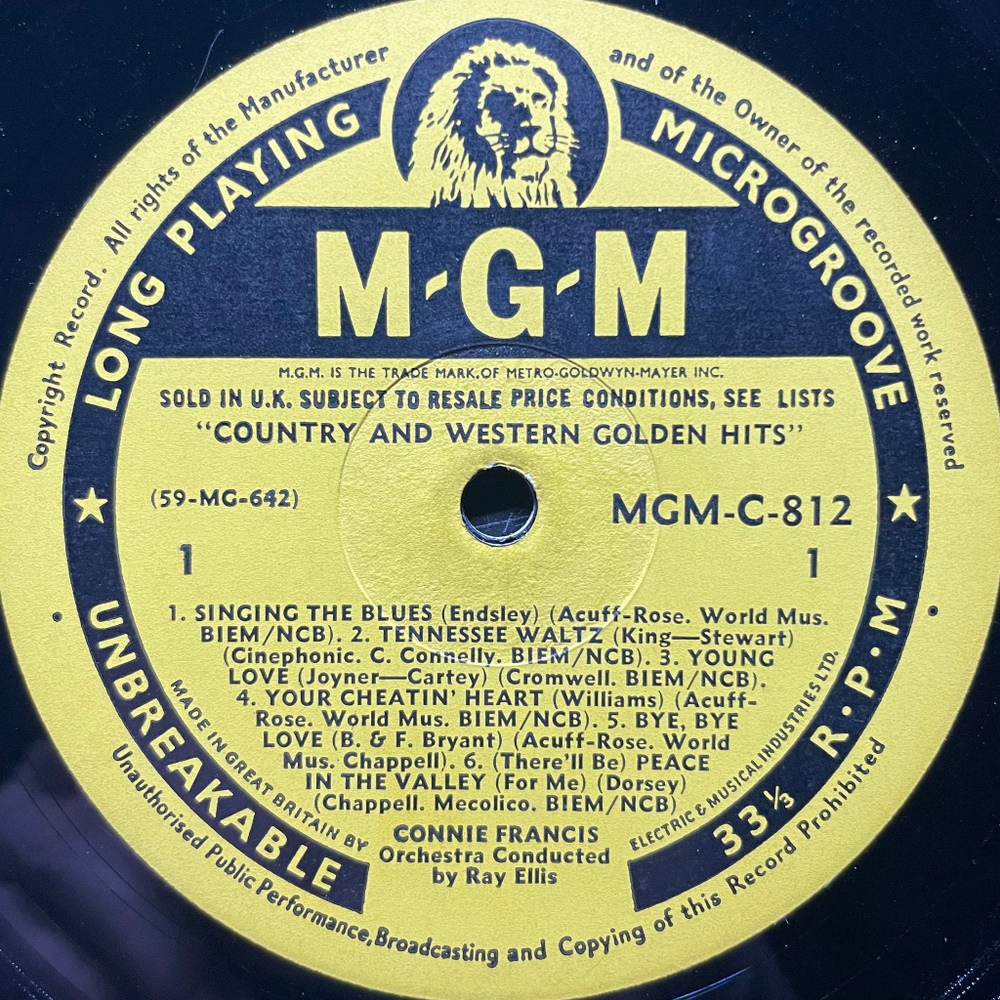 Copyright Record. All rights of the Manufacturer and of the Owner of the recorded work reserved
LONG PLAYING
MICROGROOVE
M-G-M
M.G.M. IS THE TRADE MARK.OF METRO-GOLDWYN-MAYER INC.
SOLD IN U.K. SUBJECT TO RESALE PRICE CONDITIONS, SEE LISTS
"COUNTRY AND WESTERN GOLDEN HITS"
(59-MG-642)
MGM-C-812
1
1
1. SINGING THE BLUES (Endsley) (Acuff-Rose. World Mus.
BIEM/NCB). 2. TENNESSEE WALTZ (King—Stewart)
(Cinephonic. C. Connelly. BIEM/NCB). 3. YOUNG
LOVE (Joyner—Cartey) (Cromwell. BIEM/NCB).
4. YOUR CHEATIN' HEART (Williams) (Acuff-
Rose. World Mus. BIEM/NCB). 5. BYE, BYE
LOVE (B. & F. Bryant) (Acuff-Rose. World
Mus. Chappell). 6. (There'll Be) PEACE
IN THE VALLEY (For Me) (Dorsey)
(Chappell. Mecolico. BIEM/NCB)
CONNIE FRANCIS
Orchestra Conducted
by Ray Ellis
MADE IN GREAT BRITAIN BY
ELECTRIC & MUSICAL INDUSTRIES LTD.
UNBREAKABLE
33⅓ R·P·M
Unauthorised Public Performance, Broadcasting and Copying of this Record Prohibited